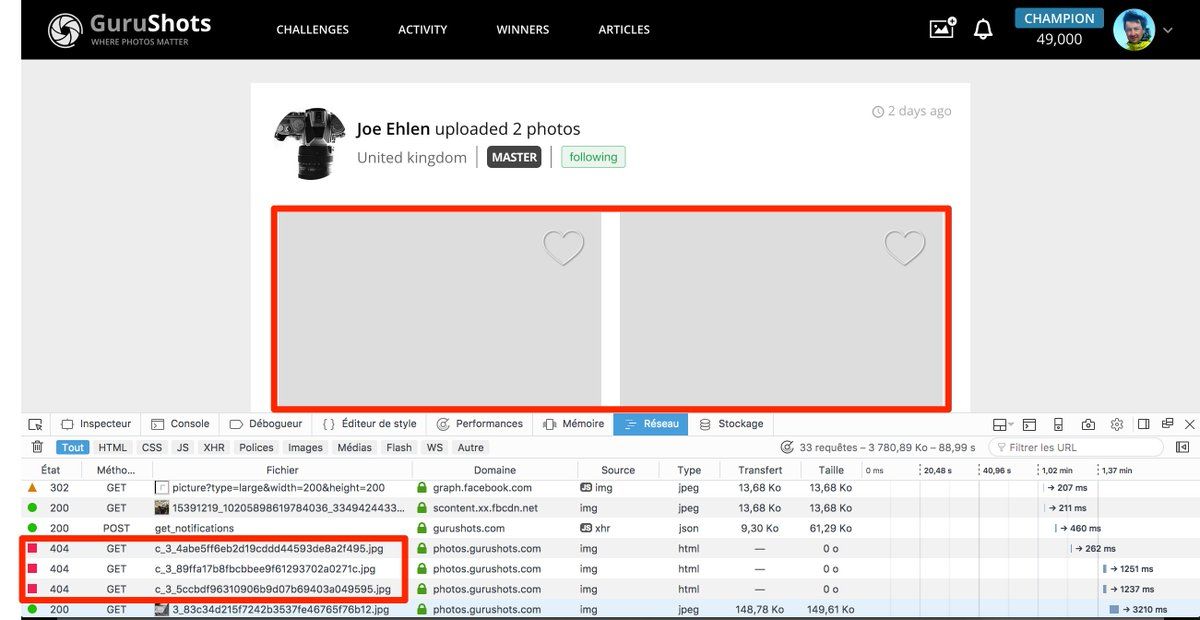 GuruShots
WHERE PHOTOS MATTER
CHALLENGES ACTIVITY WINNERS ARTICLES
CHAMPION
49,000
2 days ago
Joe Ehlen uploaded 2 photos
United kingdom MASTER following
Inspecteur Console Débogueur Éditeur de style Performances Mémoire Réseau Stockage
Tout HTML CSS JS XHR Polices Images Médias Flash WS Autre 33 requêtes – 3 780,89 Ko – 88,99 s Filtrer les URL
État Métho... Fichier Domaine Source Type Transfert Taille 0 ms 20,48 s 40,96 s 1,02 min 1,37 min
302 GET picture?type=large&width=200&height=200 graph.facebook.com JS img jpeg 13,68 Ko 13,68 Ko → 207 ms
200 GET 15391219_10205898619784036_3349424433... scontent.xx.fbcdn.net img jpeg 13,68 Ko 13,68 Ko → 211 ms
200 POST get_notifications gurushots.com JS xhr json 9,30 Ko 61,29 Ko → 460 ms
404 GET c_3_4abe5ff6eb2d19cddd44593de8a2f495.jpg photos.gurushots.com img html — 0 o → 262 ms
404 GET c_3_89ffa17b8fbcbbee9f61293702a0271c.jpg photos.gurushots.com img html — 0 o → 1251 ms
404 GET c_3_5ccbdf96310906b9d07b69403a049595.jpg photos.gurushots.com img html — 0 o → 1237 ms
200 GET 3_83c34d215f7242b3537fe46765f76b12.jpg photos.gurushots.com img jpeg 148,78 Ko 149,61 Ko → 3210 ms